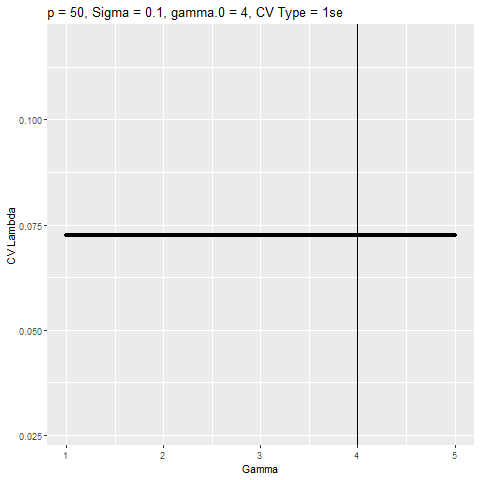 p = 50, Sigma = 0.1, gamma.0 = 4, CV Type = 1se
0.100
0.075
0.050
0.025
CV Lambda
1 2 3 4 5
Gamma